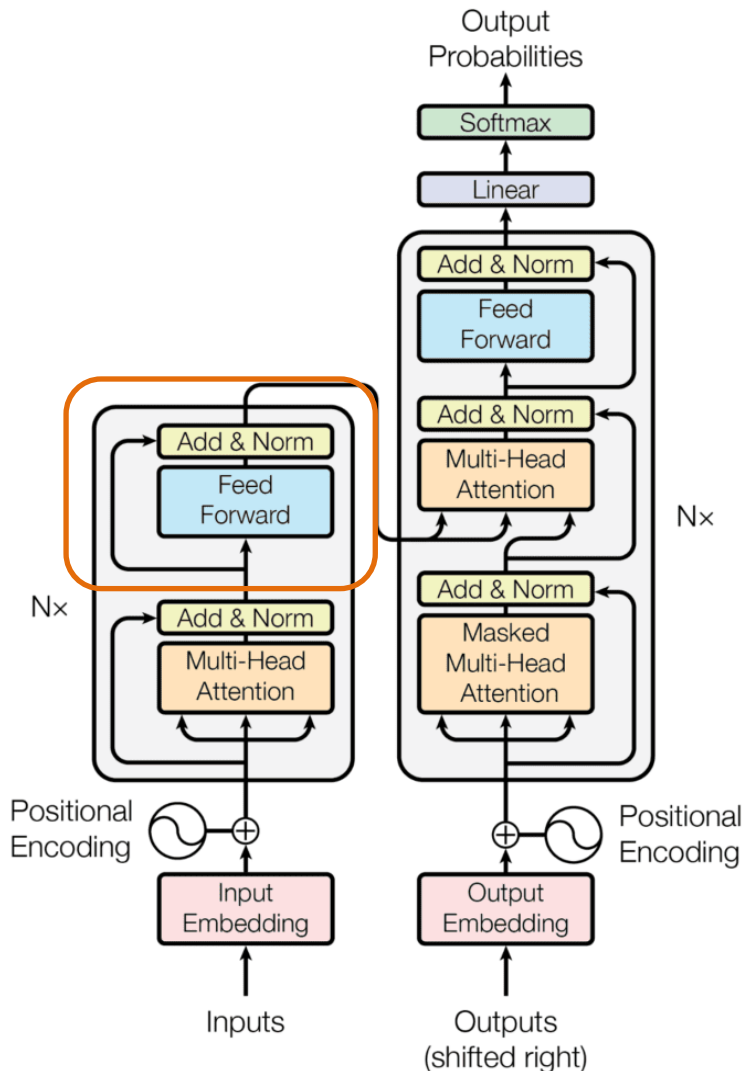 Output
Probabilities
Softmax
Linear
Add & Norm
Feed
Forward
Add & Norm
Multi-Head
Attention
Nx
Add & Norm
Masked
Multi-Head
Attention
Add & Norm
Feed
Forward
Nx
Add & Norm
Multi-Head
Attention
Positional
Encoding
Positional
Encoding
Input
Embedding
Output
Embedding
Inputs
Outputs
(shifted right)